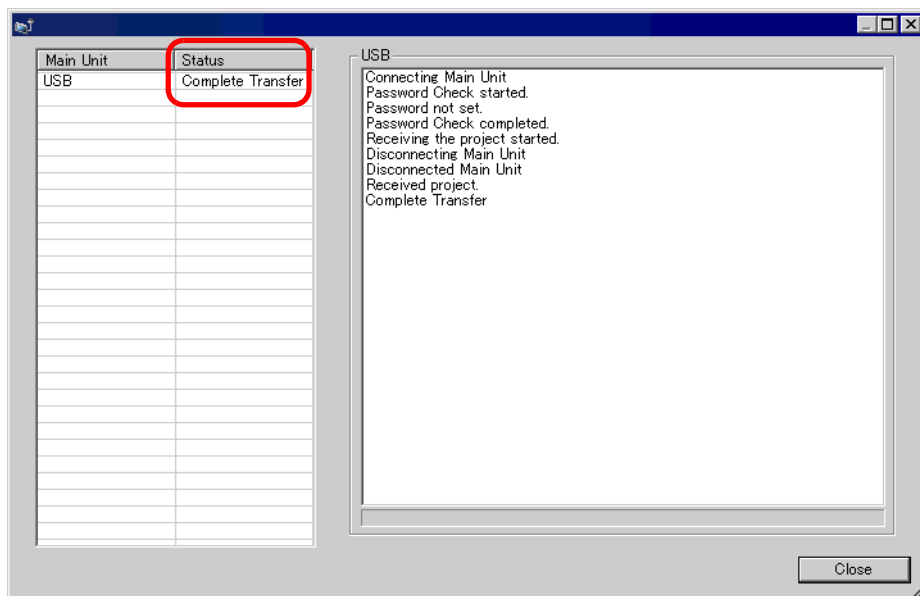 Main Unit Status
USB Complete Transfer
USB
Connecting Main Unit
Password Check started.
Password not set.
Password Check completed.
Receiving the project started.
Disconnecting Main Unit
Disconnected Main Unit
Received project.
Complete Transfer
Close